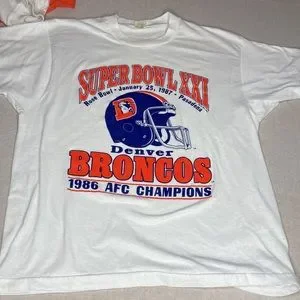 SUPER BOWL XXI
Rose Bowl - January 25, 1987 - Pasadena
D
Denver
BRONCOS
1986 AFC CHAMPIONS